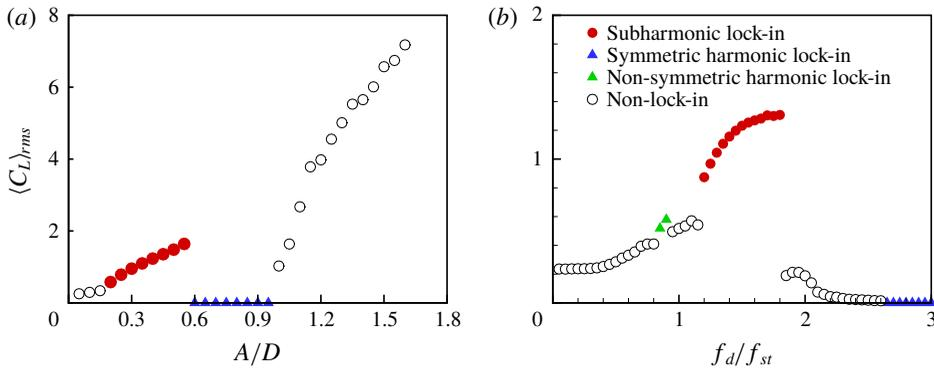 (a)
8
6
4
2
0
0.3
0.6
0.9
1.2
1.5
1.8
⟨C_L⟩rms
A/D
(b)
2
1
0
1
2
3
Subharmonic lock-in
Symmetric harmonic lock-in
Non-symmetric harmonic lock-in
Non-lock-in
f_d/f_st